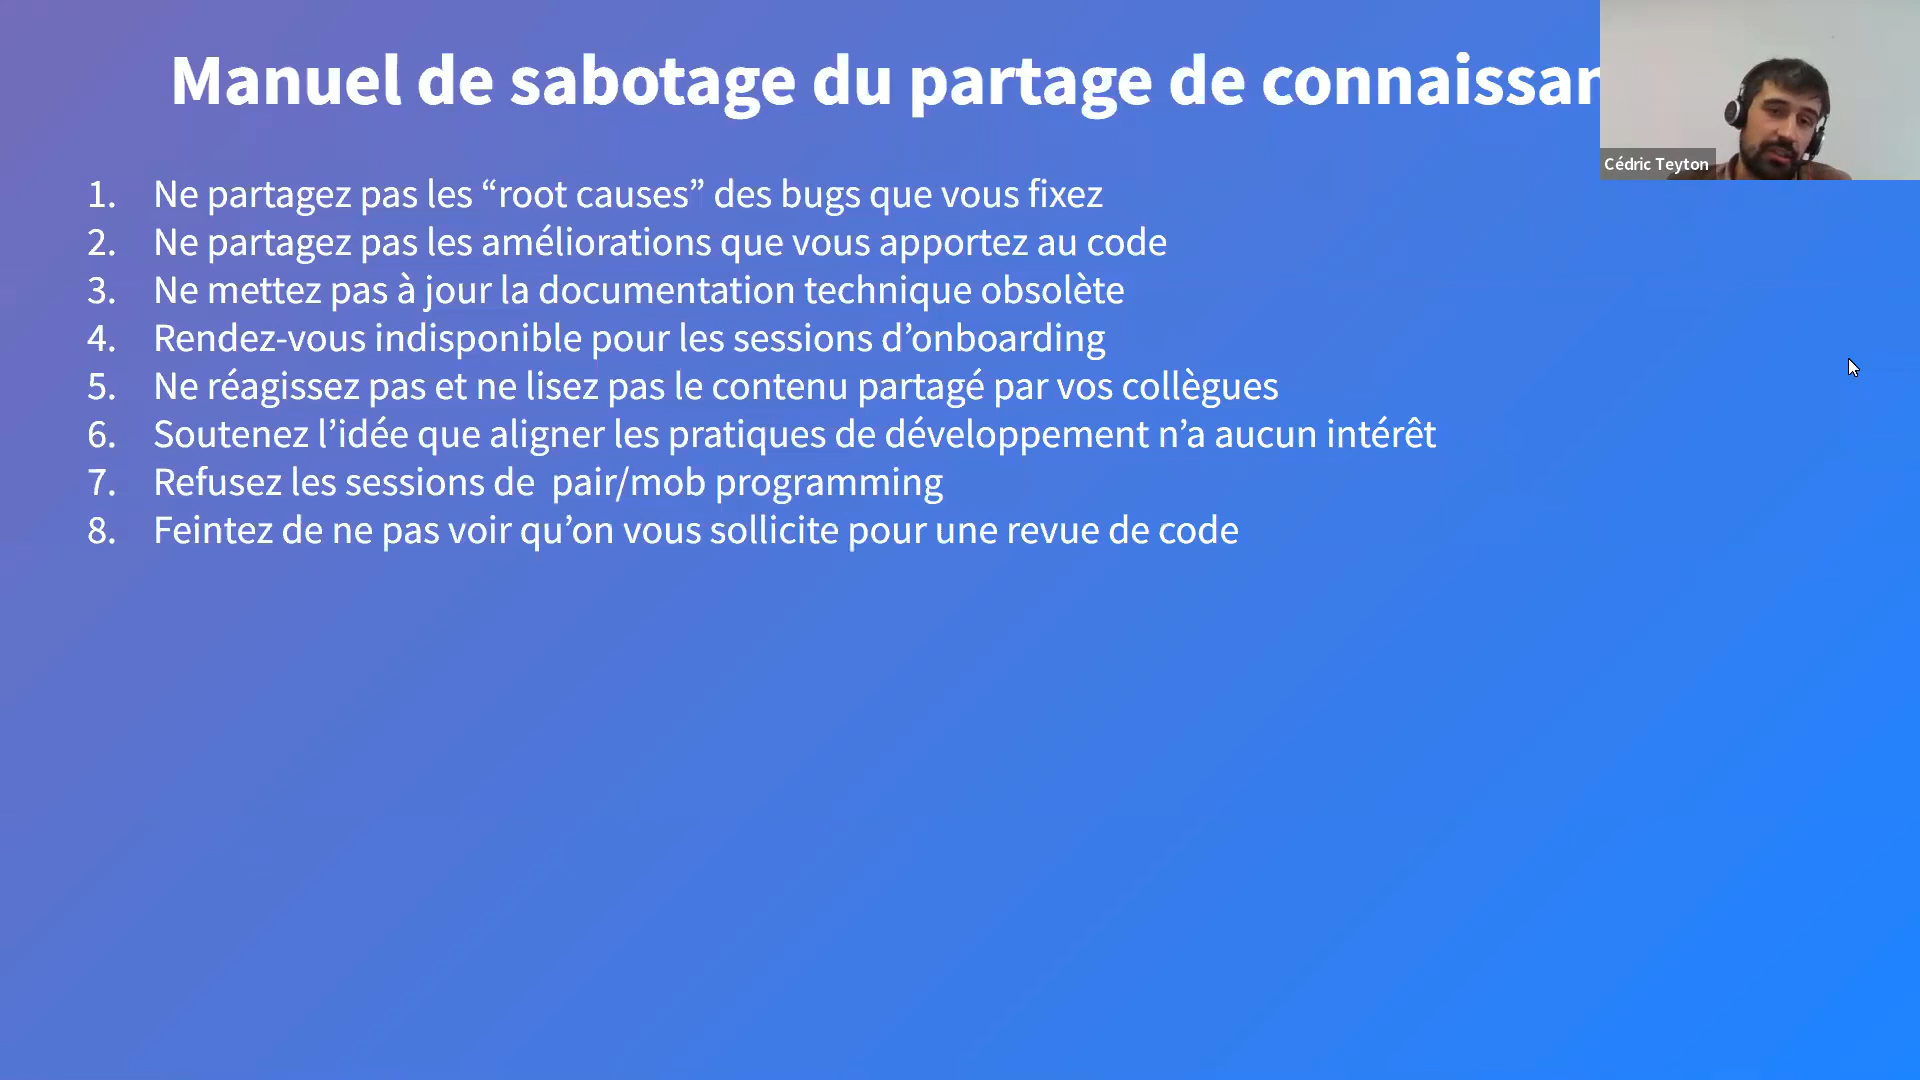 Manuel de sabotage du partage de
Cédric Teyton
1. Ne partagez pas les “root causes” des bugs que vous fixez
2. Ne partagez pas les améliorations que vous apportez au code
3. Ne mettez pas à jour la documentation technique obsolète
4. Rendez-vous indisponible pour les sessions d’onboarding
5. Ne réagissez pas et ne lisez pas le contenu partagé par vos collègues
6. Soutenez l’idée que aligner les pratiques de développement n’a aucun intérêt
7. Refusez les sessions de  pair/mob programming
8. Feintez de ne pas voir qu’on vous sollicite pour une revue de code